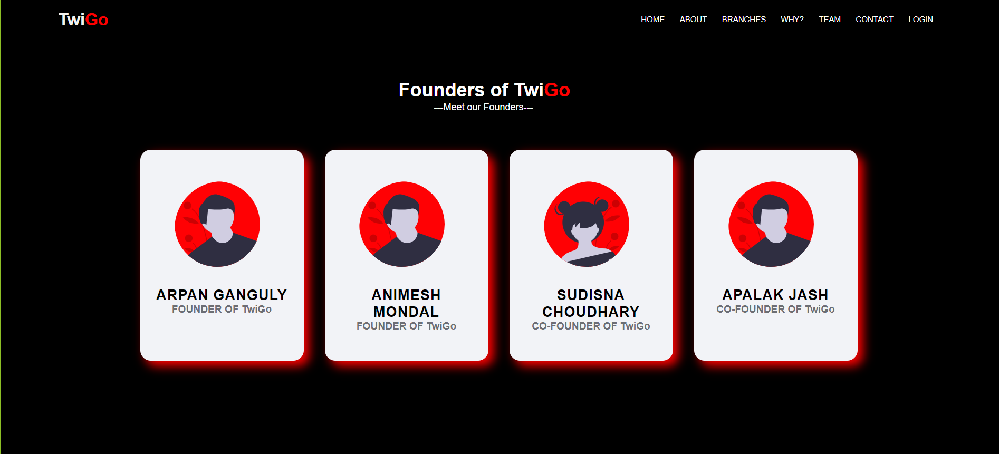 TwiGo
HOME ABOUT BRANCHES WHY? TEAM CONTACT LOGIN
Founders of TwiGo
---Meet our Founders---
ARPAN GANGULY
FOUNDER OF TwiGo
ANIMESH
MONDAL
FOUNDER OF TwiGo
SUDISNA
CHOUDHARY
CO-FOUNDER OF TwiGo
APALAK JASH
CO-FOUNDER OF TwiGo